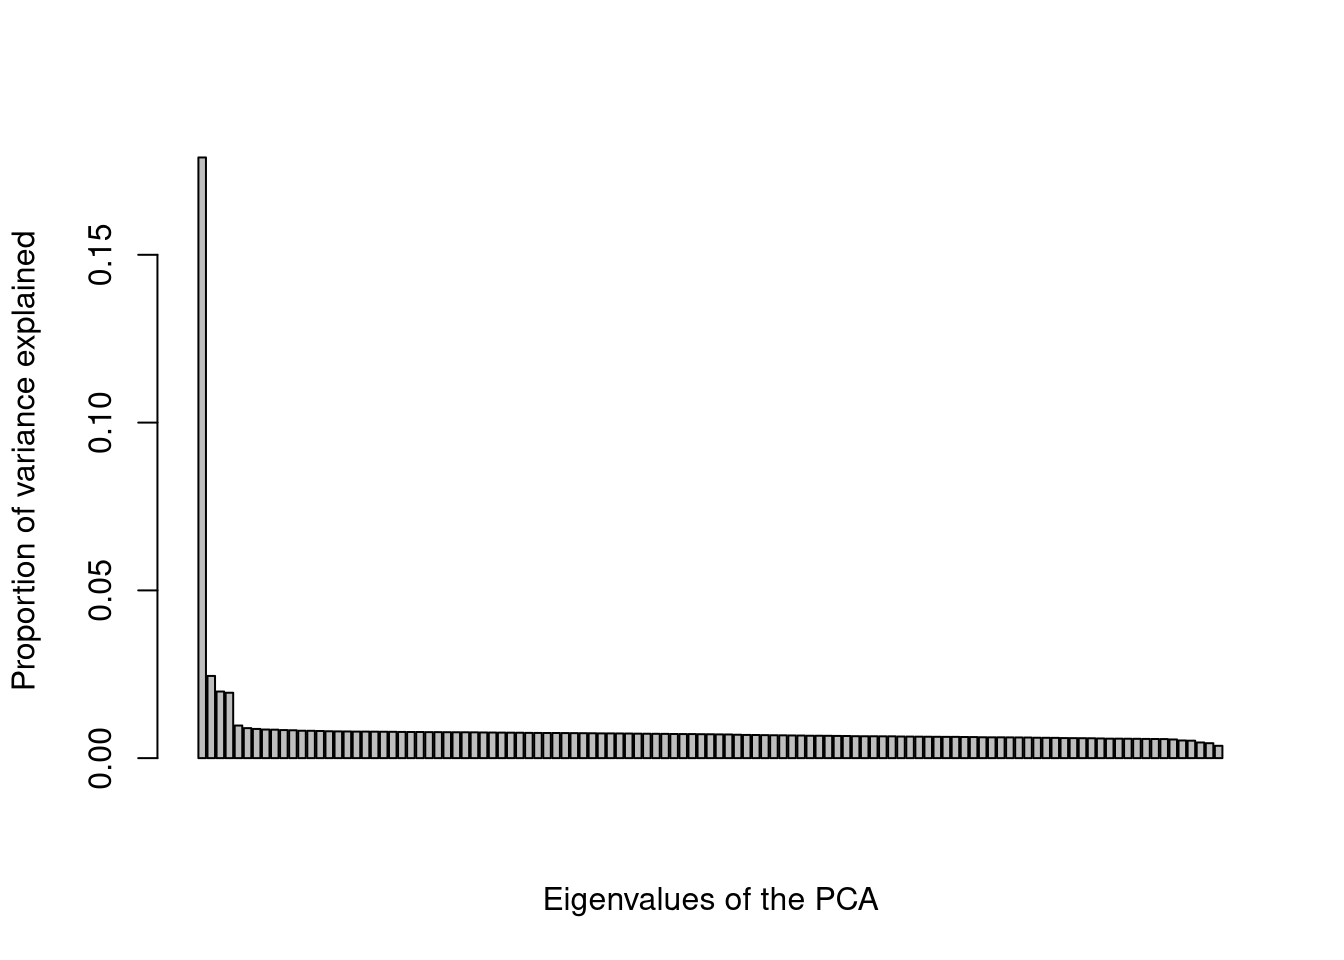 Proportion of variance explained
0.15
0.10
0.05
0.00
Eigenvalues of the PCA